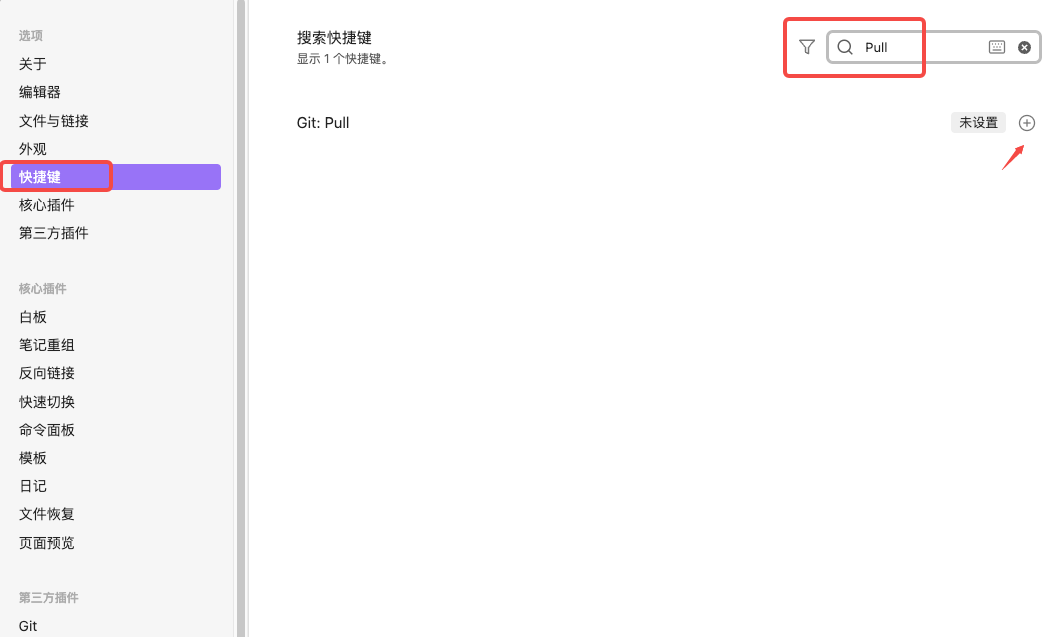 选项
关于
编辑器
文件与链接
外观
快捷键
核心插件
第三方插件
核心插件
白板
笔记重组
反向链接
快速切换
命令面板
模板
日记
文件恢复
页面预览
第三方插件
Git
搜索快捷键
显示 1 个快捷键。
Pull
Git: Pull
未设置